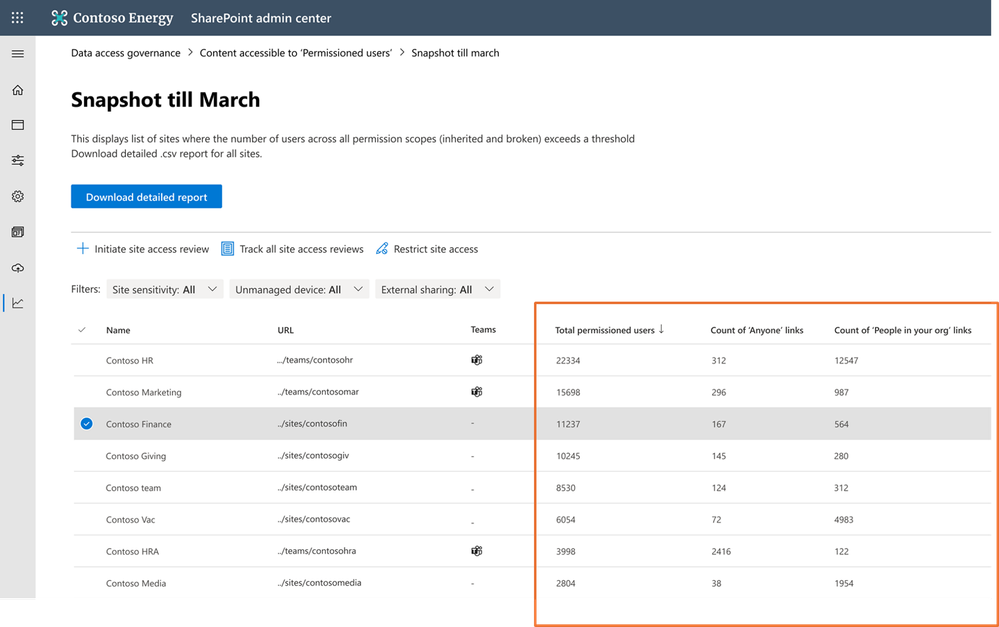 Contoso Energy SharePoint admin center
Data access governance > Content accessible to 'Permissioned users' > Snapshot till march
Snapshot till March
This displays list of sites where the number of users across all permission scopes (inherited and broken) exceeds a threshold
Download detailed .csv report for all sites.
Download detailed report
Initiate site access review Track all site access reviews Restrict site access
Filters: Site sensitivity: All Unmanaged device: All External sharing: All
Name URL Teams Total permissioned users ↓ Count of 'Anyone' links Count of 'People in your org' links
Contoso HR .../teams/contosohr 22334 312 12547
Contoso Marketing ../teams/contosomar 15698 296 987
Contoso Finance ../sites/contosofin - 11237 167 564
Contoso Giving ../sites/contosogiv - 10245 145 280
Contoso team ../sites/contosoteam - 8530 124 312
Contoso Vac ../sites/contosovac - 6054 72 4983
Contoso HRA ../teams/contosohra 3998 2416 122
Contoso Media ../sites/contosomedia - 2804 38 1954